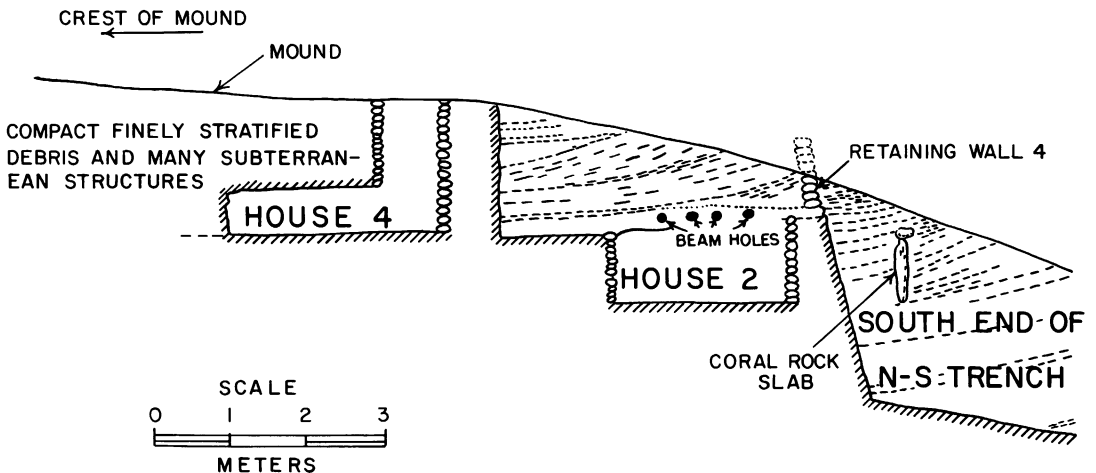 CREST OF MOUND
MOUND
COMPACT FINELY STRATIFIED
DEBRIS AND MANY SUBTERRAN-
EAN STRUCTURES
RETAINING WALL 4
HOUSE 4
BEAM HOLES
HOUSE 2
SOUTH END OF
N-S TRENCH
CORAL ROCK
SLAB
SCALE
0 1 2 3
METERS